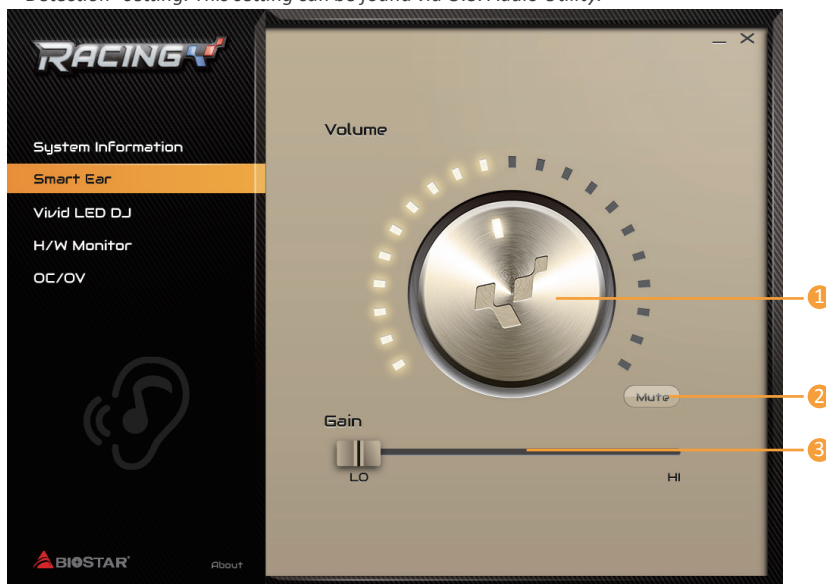 Detection" setting. This setting can be found via O.S. Audio Utility.
RACING
Volume
System Information
Smart Ear
Vivid LED DJ
H/W Monitor
OC/OV
1
Mute
2
Gain
3
LO
HI
BIOSTAR
About